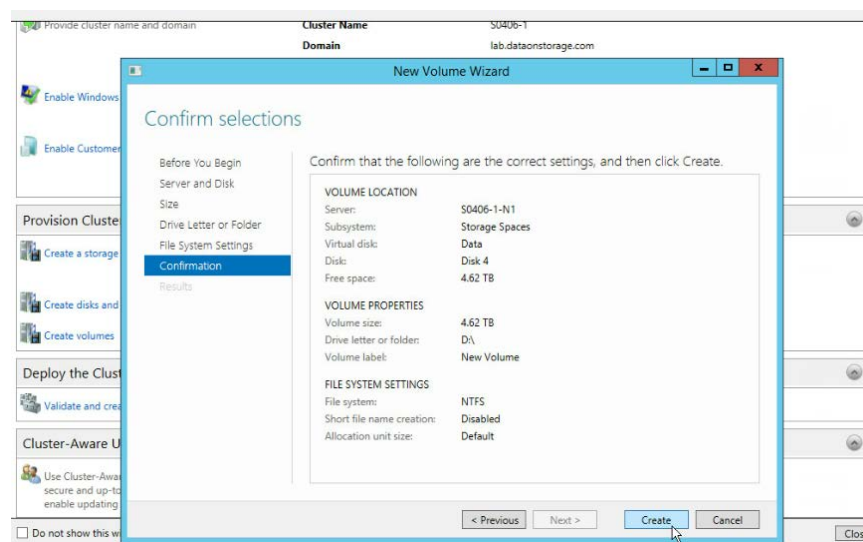 Provide cluster name and domain
Cluster Name S0406-1
Domain lab.dataonstorage.com
New Volume Wizard
Enable Windows
Enable Customer
Confirm selections
Before You Begin
Server and Disk
Size
Drive Letter or Folder
File System Settings
Confirmation
Results
Confirm that the following are the correct settings, and then click Create.
VOLUME LOCATION
Server: S0406-1-N1
Subsystem: Storage Spaces
Virtual disk: Data
Disk: Disk 4
Free space: 4.62 TB
VOLUME PROPERTIES
Volume size: 4.62 TB
Drive letter or folder: D:\
Volume label: New Volume
FILE SYSTEM SETTINGS
File system: NTFS
Short file name creation: Disabled
Allocation unit size: Default
Provision Cluste
Create a storage
Create disks and
Create volumes
Deploy the Clust
Validate and crea
Cluster-Aware U
Use Cluster-Awar
secure and up-to
enable updating
< Previous Next > Create Cancel
Do not show this w
Clos